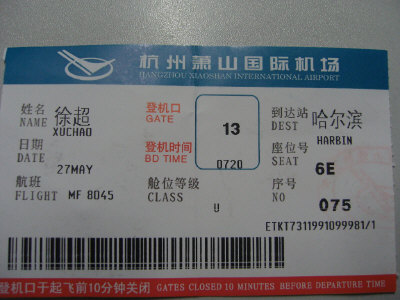 杭州萧山国际机场
HANGZHOU XIAOSHAN INTERNATIONAL AIRPORT
姓名 徐超 登机口 到达站 哈尔滨
NAME XUCHAO GATE 13 DEST HARBIN
日期 登机时间 座位号
DATE 27MAY BD TIME 0720 SEAT 6E
航班 舱位等级 序号
FLIGHT MF 8045 CLASS U NO 075
ETKT7311991099981/1
登机口于起飞前10分钟关闭 GATES CLOSED 10 MINUTES BEFORE DEPARTURE TIME